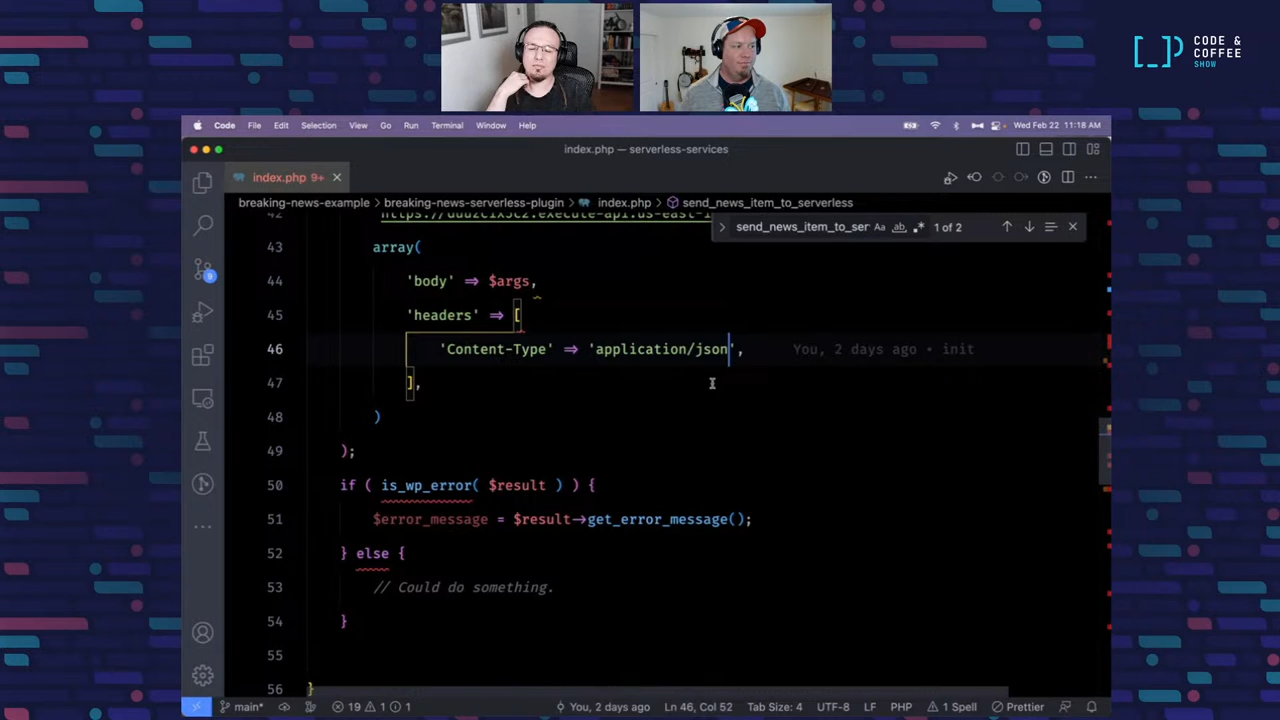 CODE &
COFFEE
SHOW
Code File Edit Selection View Go Run Terminal Window Help Wed Feb 22 11:18 AM
index.php — serverless-services
index.php 9+
breaking-news-example > breaking-news-serverless-plugin > index.php > send_news_item_to_serverless
send_news_item_to_ser Aa ab .* 1 of 2
42
43 array(
44 'body' => $args,
45 'headers' => [
46 'Content-Type' => 'application/json', You, 2 days ago • init
47 ],
48 )
49 );
50 if ( is_wp_error( $result ) ) {
51 $error_message = $result->get_error_message();
52 } else {
53 // Could do something.
54 }
55
56 }
9
main* 19 1 1 You, 2 days ago Ln 46, Col 52 Tab Size: 4 UTF-8 LF PHP 1 Spell Prettier